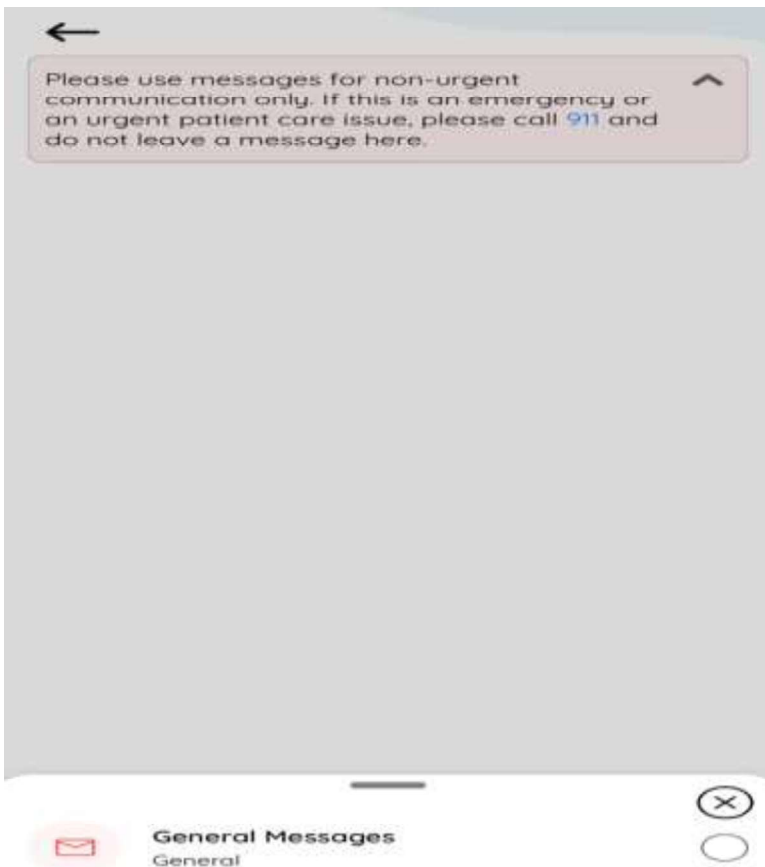 Please use messages for non-urgent
communication only. If this is an emergency or
an urgent patient care issue, please call 911 and
do not leave a message here.
General Messages
General